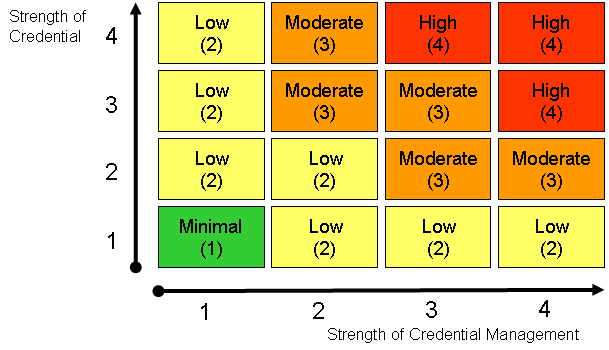 Strength of
Credential
4
Low
(2)
Moderate
(3)
High
(4)
High
(4)
3
Low
(2)
Moderate
(3)
Moderate
(3)
High
(4)
2
Low
(2)
Low
(2)
Moderate
(3)
Moderate
(3)
1
Minimal
(1)
Low
(2)
Low
(2)
Low
(2)
1
2
3
4
Strength of Credential Management